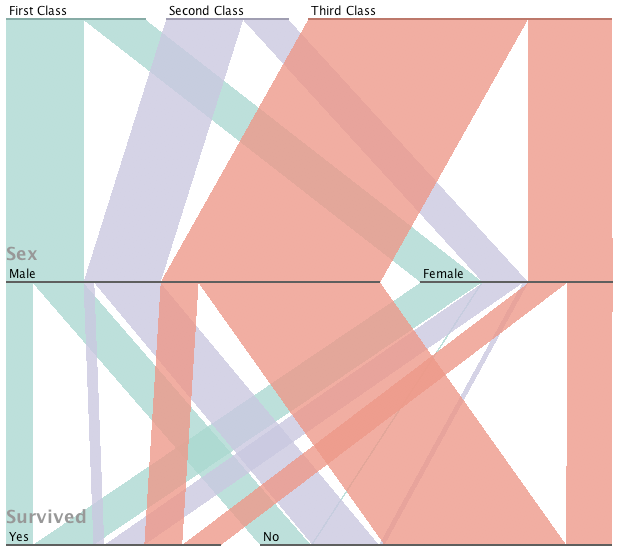 First Class Second Class Third Class
Sex
Male Female
Survived
Yes No